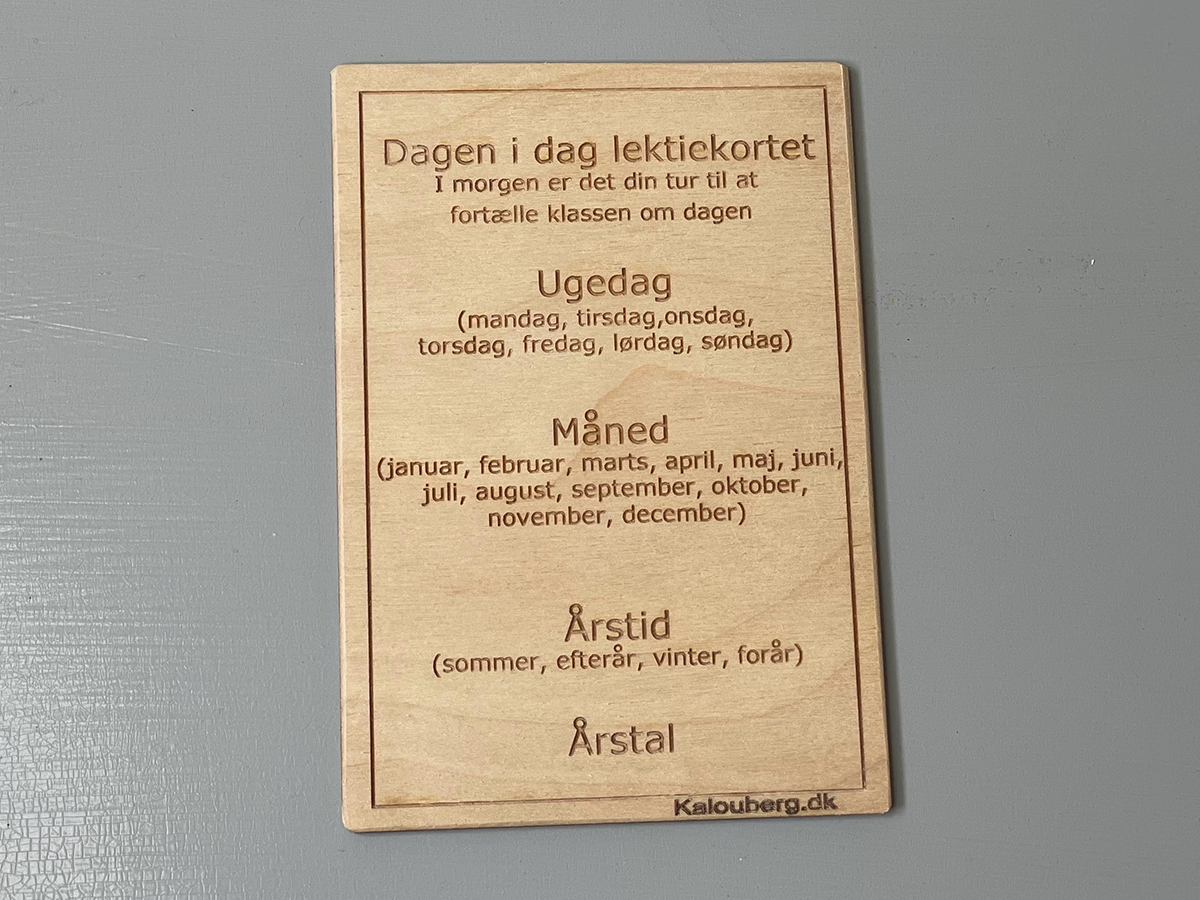 Dagen i dag lektiekortet
I morgen er det din tur til at
fortælle klassen om dagen
Ugedag
(mandag, tirsdag,onsdag,
torsdag, fredag, lørdag, søndag)
Måned
(januar, februar, marts, april, maj, juni,
juli, august, september, oktober,
november, december)
Årstid
(sommer, efterår, vinter, forår)
Årstal
Kalouberg.dk